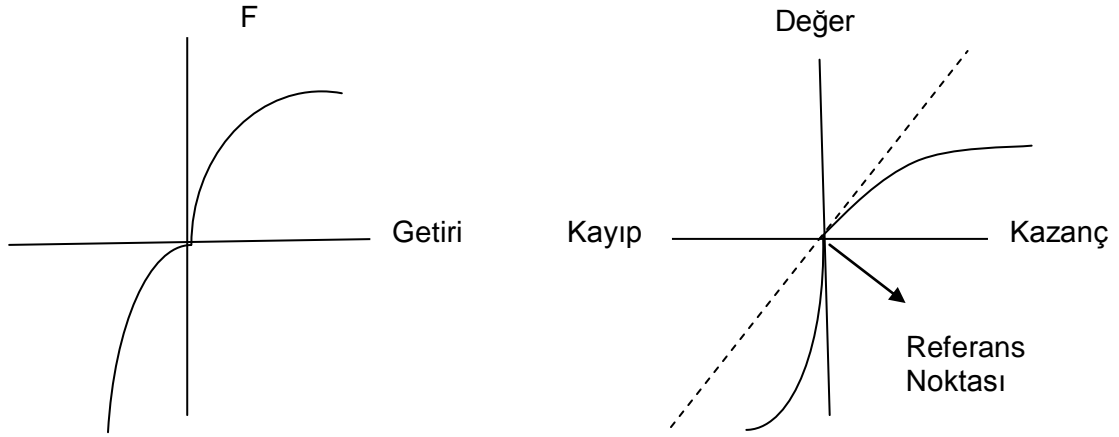 F
Getiri
Değer
Kayıp
Kazanç
Referans
Noktası